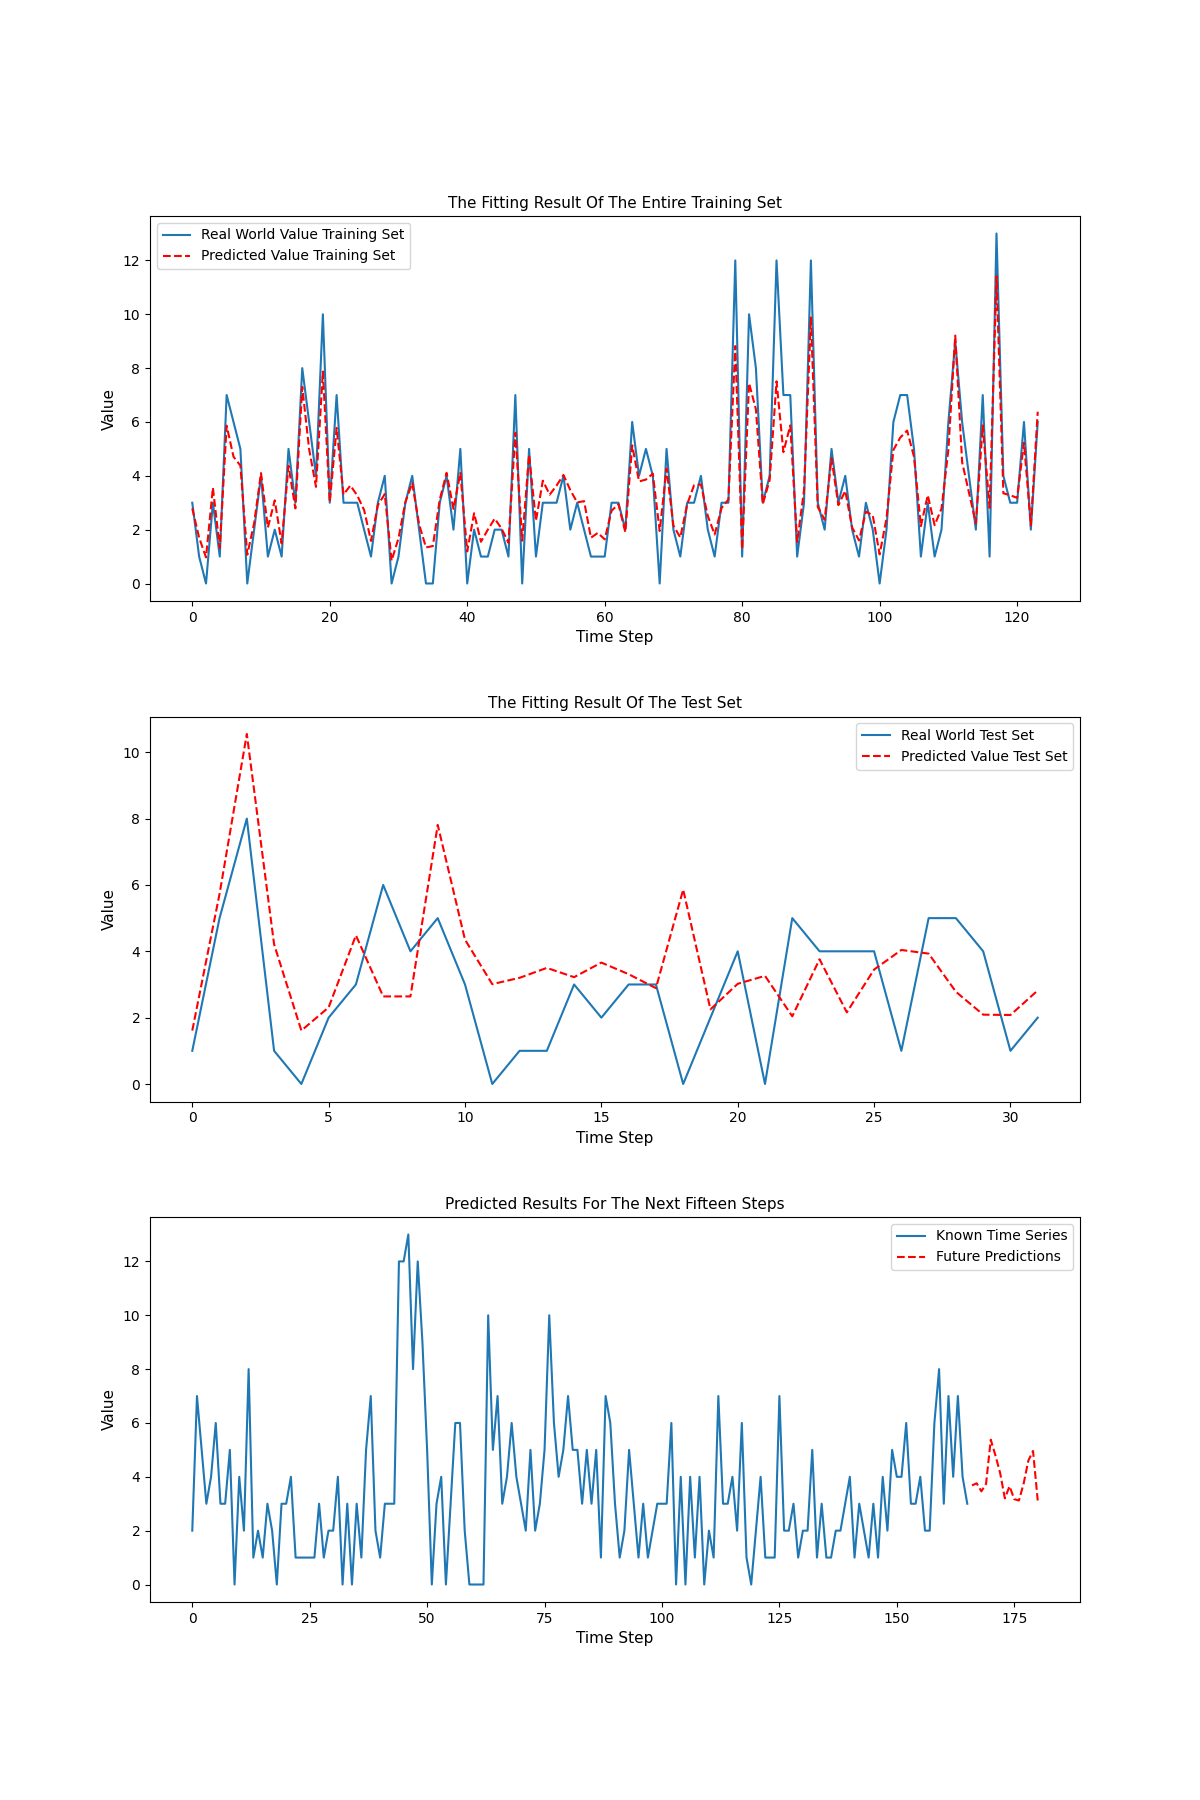 The Fitting Result Of The Entire Training Set
Real World Value Training Set
Predicted Value Training Set
Value
12
10
8
6
4
2
0
0 20 40 60 80 100 120
Time Step
The Fitting Result Of The Test Set
Real World Test Set
Predicted Value Test Set
Value
10
8
6
4
2
0
0 5 10 15 20 25 30
Time Step
Predicted Results For The Next Fifteen Steps
Known Time Series
Future Predictions
Value
12
10
8
6
4
2
0
0 25 50 75 100 125 150 175
Time Step